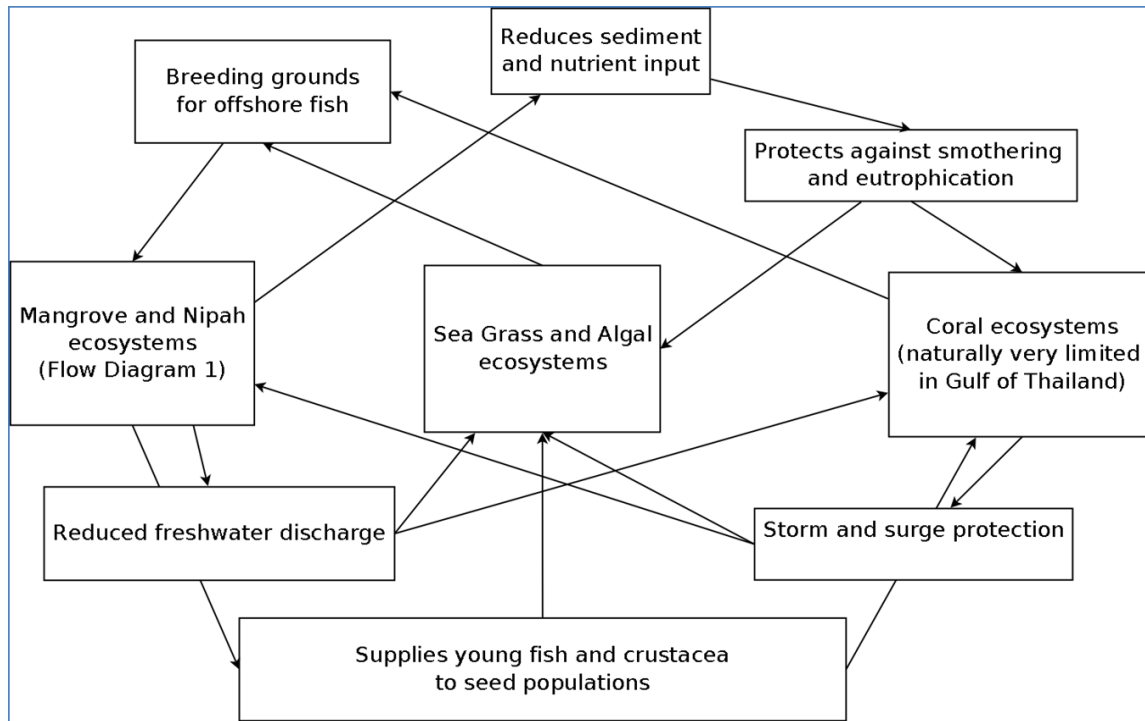 Reduces sediment
and nutrient input
Breeding grounds
for offshore fish
Protects against smothering
and eutrophication
Mangrove and Nipah
ecosystems
(Flow Diagram 1)
Sea Grass and Algal
ecosystems
Coral ecosystems
(naturally very limited
in Gulf of Thailand)
Reduced freshwater discharge
Storm and surge protection
Supplies young fish and crustacea
to seed populations